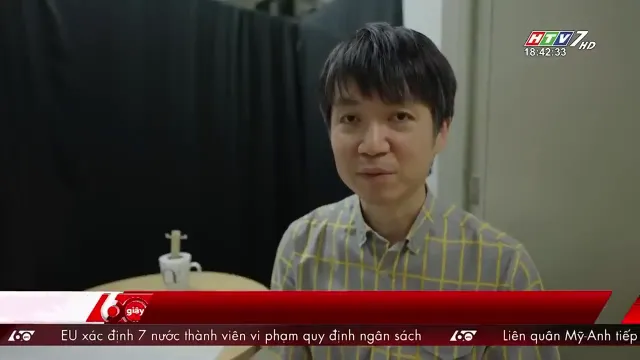 HTV7 HD
18:42:33
60 giây
EU xác định 7 nước thành viên vi phạm quy định ngân sách
Liên quân Mỹ-Anh tiếp